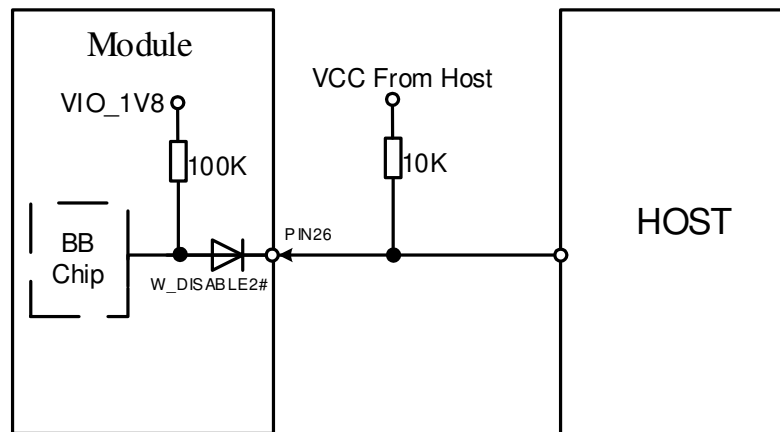 Module
VCC From Host
VIO_1V8
100K
10K
PIN26
HOST
BB
Chip
W_DISABLE2#